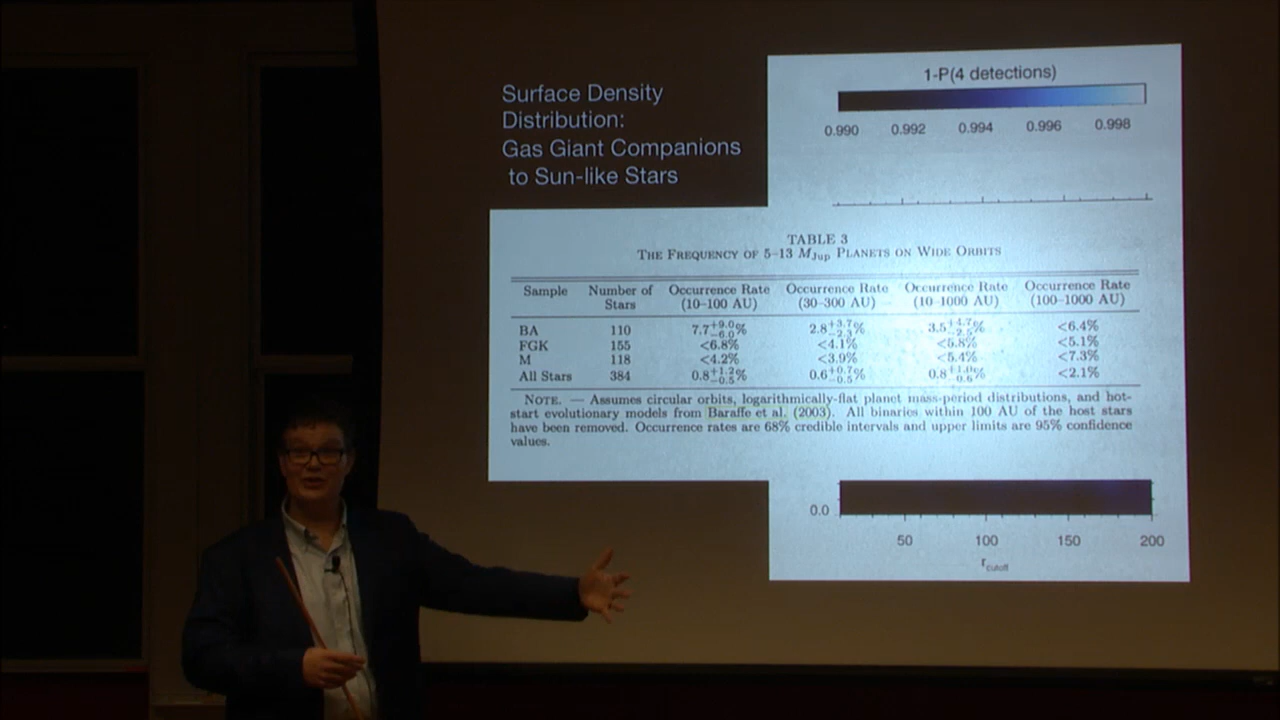 Surface Density
Distribution:
Gas Giant Companions
to Sun-like Stars
1-P(4 detections)
0.990 0.992 0.994 0.996 0.998
TABLE 3
The Frequency of 5–13 MJup Planets on Wide Orbits
Sample Number of Stars Occurrence Rate (10–100 AU) Occurrence Rate (30–300 AU) Occurrence Rate (10–1000 AU) Occurrence Rate (100–1000 AU)
BA 110 7.7+9.0−6.0% 2.8+3.7−2.3% 3.5+4.7−2.5% <6.4%
FGK 155 <6.8% <4.1% <5.8% <5.1%
M 118 <4.2% <3.9% <5.4% <7.3%
All Stars 384 0.8+1.2−0.5% 0.6+0.7−0.5% 0.8+1.0−0.6% <2.1%
Note. — Assumes circular orbits, logarithmically-flat planet mass-period distributions, and hot-
start evolutionary models from Baraffe et al. (2003). All binaries within 100 AU of the host stars
have been removed. Occurrence rates are 68% credible intervals and upper limits are 95% confidence
values.
0.0
50 100 150 200
rcutoff